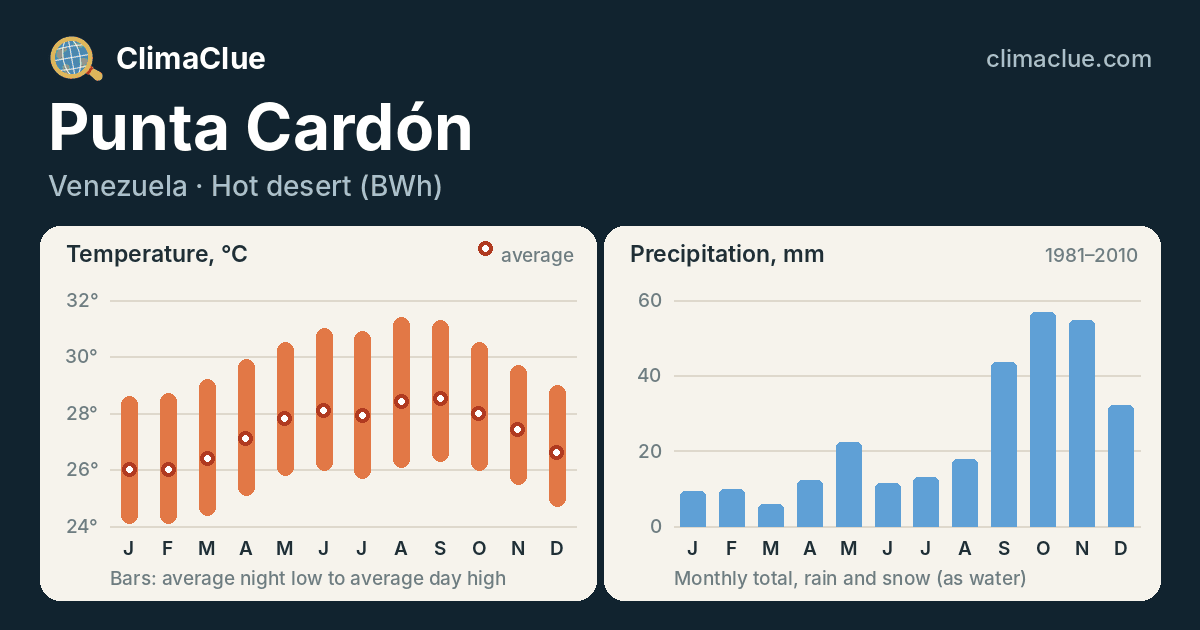 ClimaClue
climaclue.com
Punta Cardón
Venezuela · Hot desert (BWh)
Temperature, °C
average
32°
30°
28°
26°
24°
J F M A M J J A S O N D
Bars: average night low to average day high
Precipitation, mm
1981–2010
60
40
20
0
J F M A M J J A S O N D
Monthly total, rain and snow (as water)